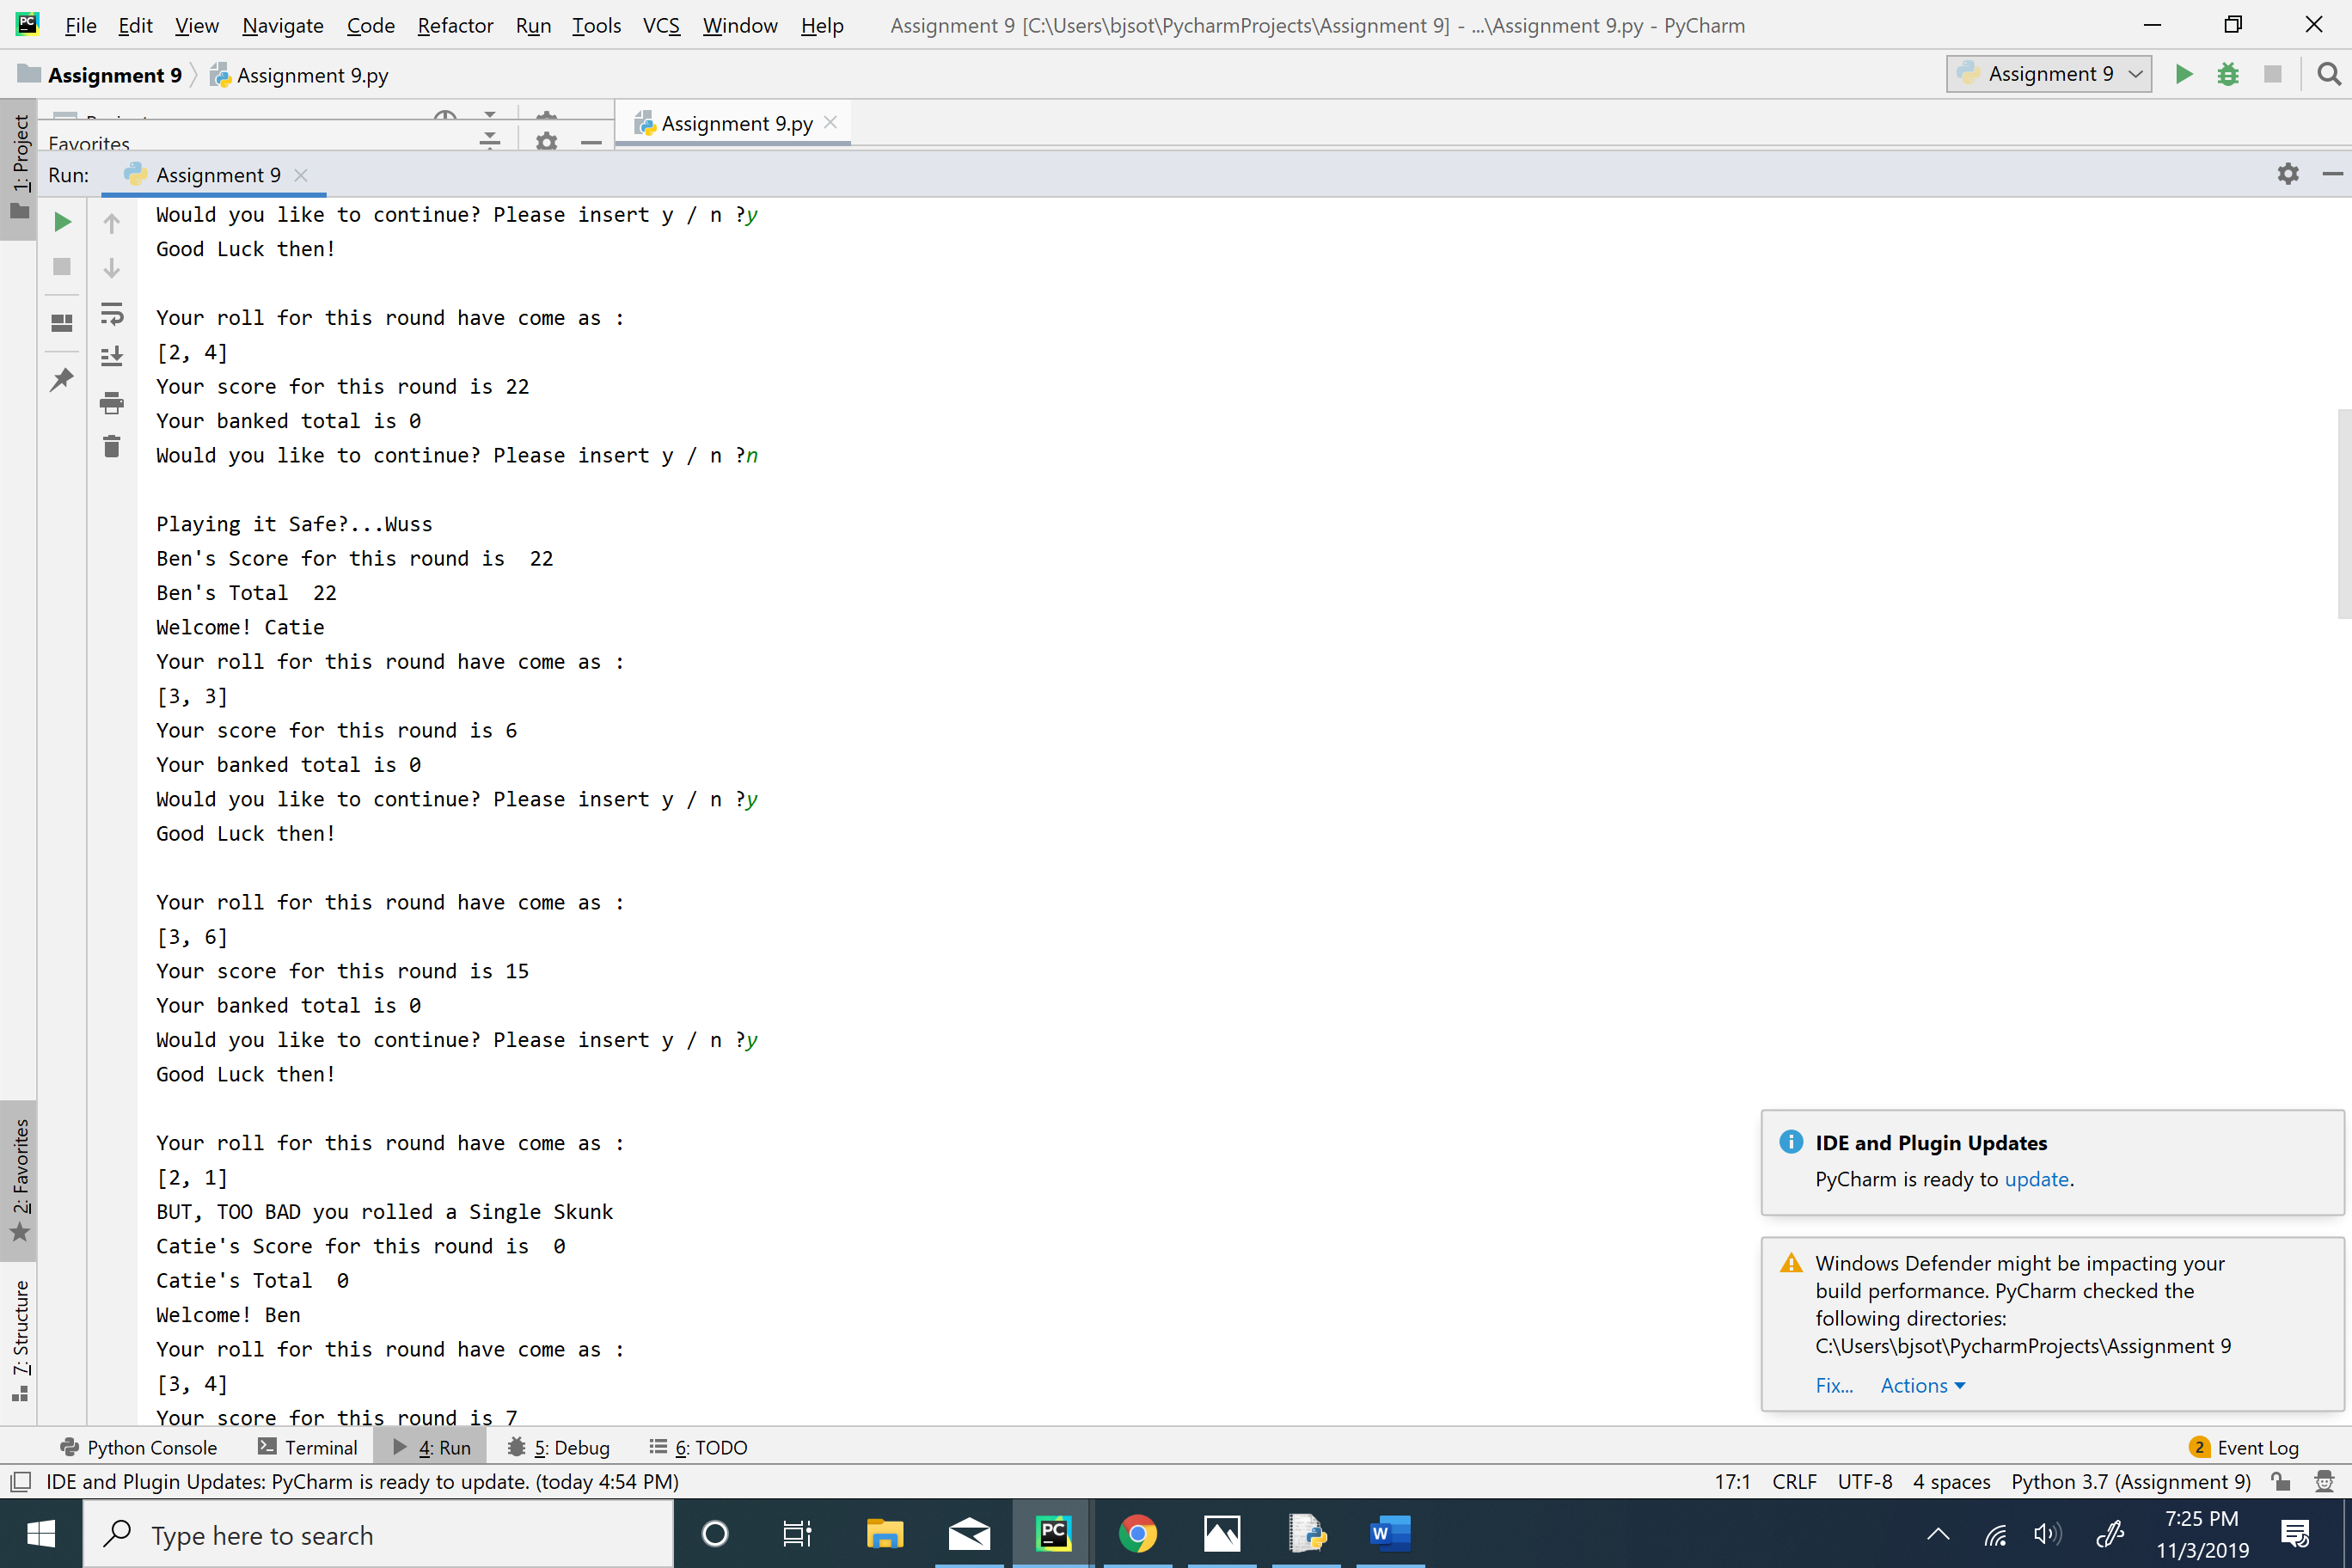 File Edit View Navigate Code Refactor Run Tools VCS Window Help Assignment 9 [C:\Users\bjsot\PycharmProjects\Assignment 9] - ...\Assignment 9.py - PyCharm
Assignment 9 Assignment 9.py Assignment 9
Assignment 9.py
Favorites
Run: Assignment 9
1: Project
Would you like to continue? Please insert y / n ?y
Good Luck then!
Your roll for this round have come as :
[2, 4]
Your score for this round is 22
Your banked total is 0
Would you like to continue? Please insert y / n ?n
Playing it Safe?...Wuss
Ben's Score for this round is  22
Ben's Total  22
Welcome! Catie
Your roll for this round have come as :
[3, 3]
Your score for this round is 6
Your banked total is 0
Would you like to continue? Please insert y / n ?y
Good Luck then!
Your roll for this round have come as :
[3, 6]
Your score for this round is 15
Your banked total is 0
Would you like to continue? Please insert y / n ?y
Good Luck then!
Your roll for this round have come as :
[2, 1]
BUT, TOO BAD you rolled a Single Skunk
Catie's Score for this round is  0
Catie's Total  0
Welcome! Ben
Your roll for this round have come as :
[3, 4]
Your score for this round is 7
2: Favorites
7: Structure
IDE and Plugin Updates
PyCharm is ready to update.
Windows Defender might be impacting your
build performance. PyCharm checked the
following directories:
C:\Users\bjsot\PycharmProjects\Assignment 9
Fix... Actions
Python Console Terminal 4: Run 5: Debug 6: TODO 2 Event Log
IDE and Plugin Updates: PyCharm is ready to update. (today 4:54 PM) 17:1 CRLF UTF-8 4 spaces Python 3.7 (Assignment 9)
Type here to search
7:25 PM
11/3/2019